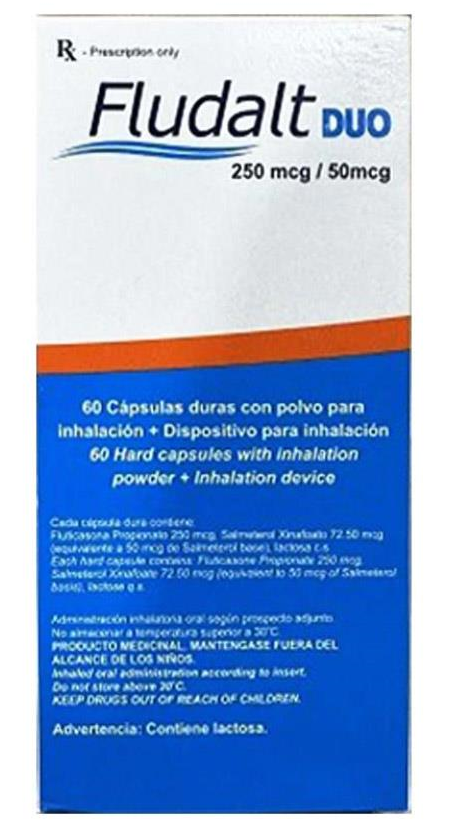 Rx - Prescription only
Fludalt DUO
250 mcg / 50mcg
60 Cápsulas duras con polvo para
inhalación + Dispositivo para inhalación
60 Hard capsules with inhalation
powder + Inhalation device
Cada cápsula dura contiene:
Fluticasona Propionato 250 mcg, Salmeterol Xinafoato 72.50 mcg
(equivalente a 50 mcg de Salmeterol base), lactosa c.s
Each hard capsule contains: Fluticasone Propionate 250 mcg,
Salmeterol Xinafoate 72.50 mcg (equivalent to 50 mcg of Salmeterol
basis), lactose q.s.
Administración inhalatoria oral según prospecto adjunto
No almacenar a temperatura superior a 30°C.
PRODUCTO MEDICINAL. MANTENGASE FUERA DEL
ALCANCE DE LOS NIÑOS.
Inhaled oral administration according to insert.
Do not store above 30°C.
KEEP DRUGS OUT OF REACH OF CHILDREN.
Advertencia: Contiene lactosa.